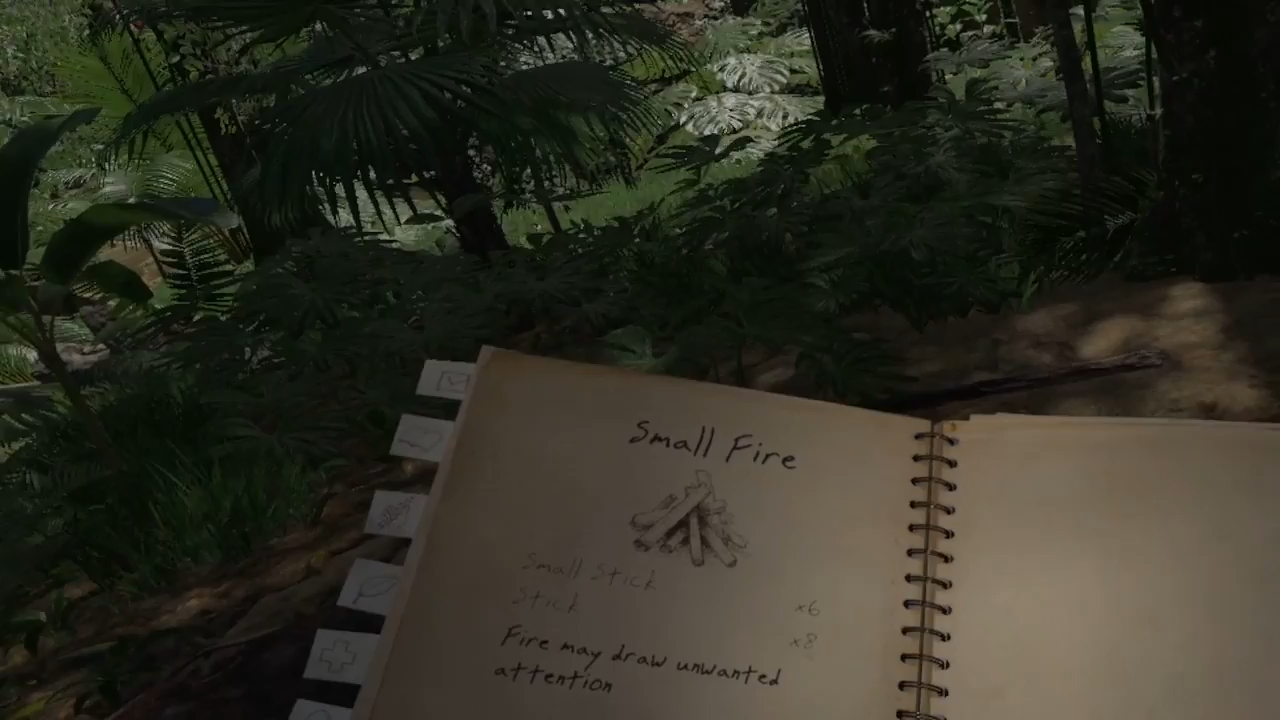 Small Fire
Small Stick x6
Stick x8
Fire may draw unwanted
attention